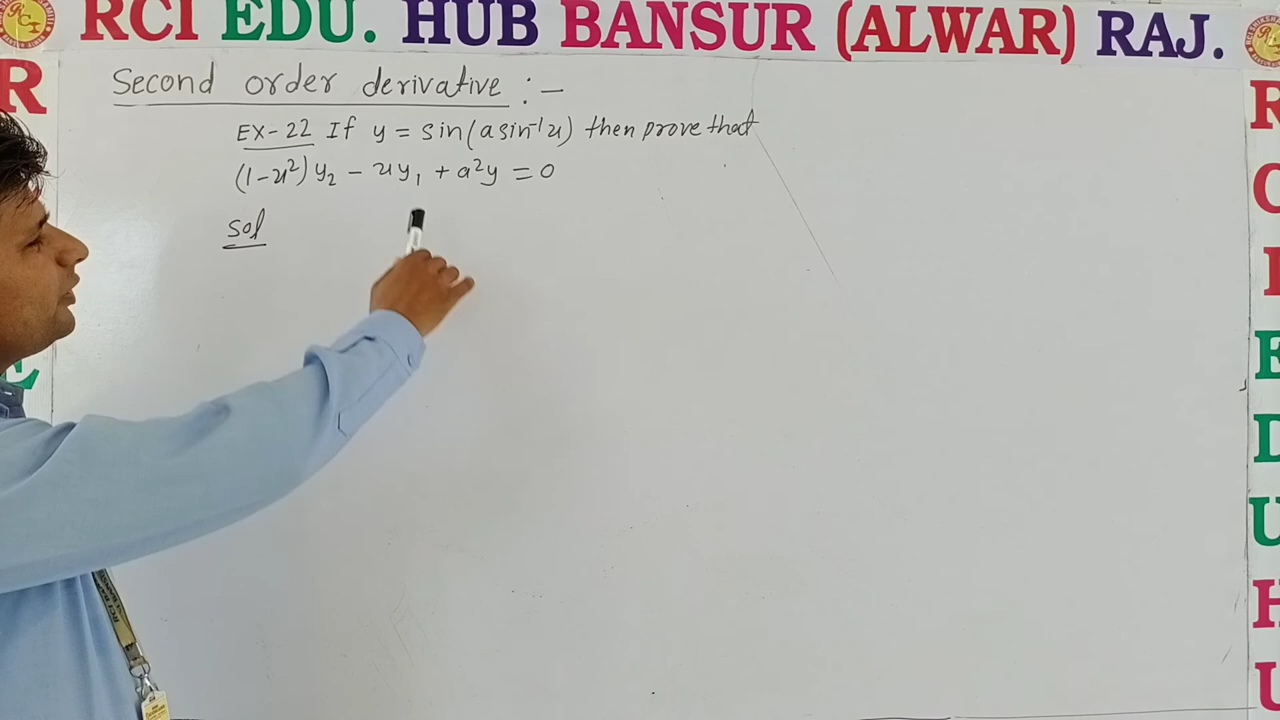 RCI EDU. HUB BANSUR (ALWAR) RAJ.
Second order derivative :-
EX-22 If y = sin(a sin⁻¹x) then prove that
(1-x²)y₂ - xy₁ + a²y = 0
Sol
R
E
R
C
I
E
D
U
H
U